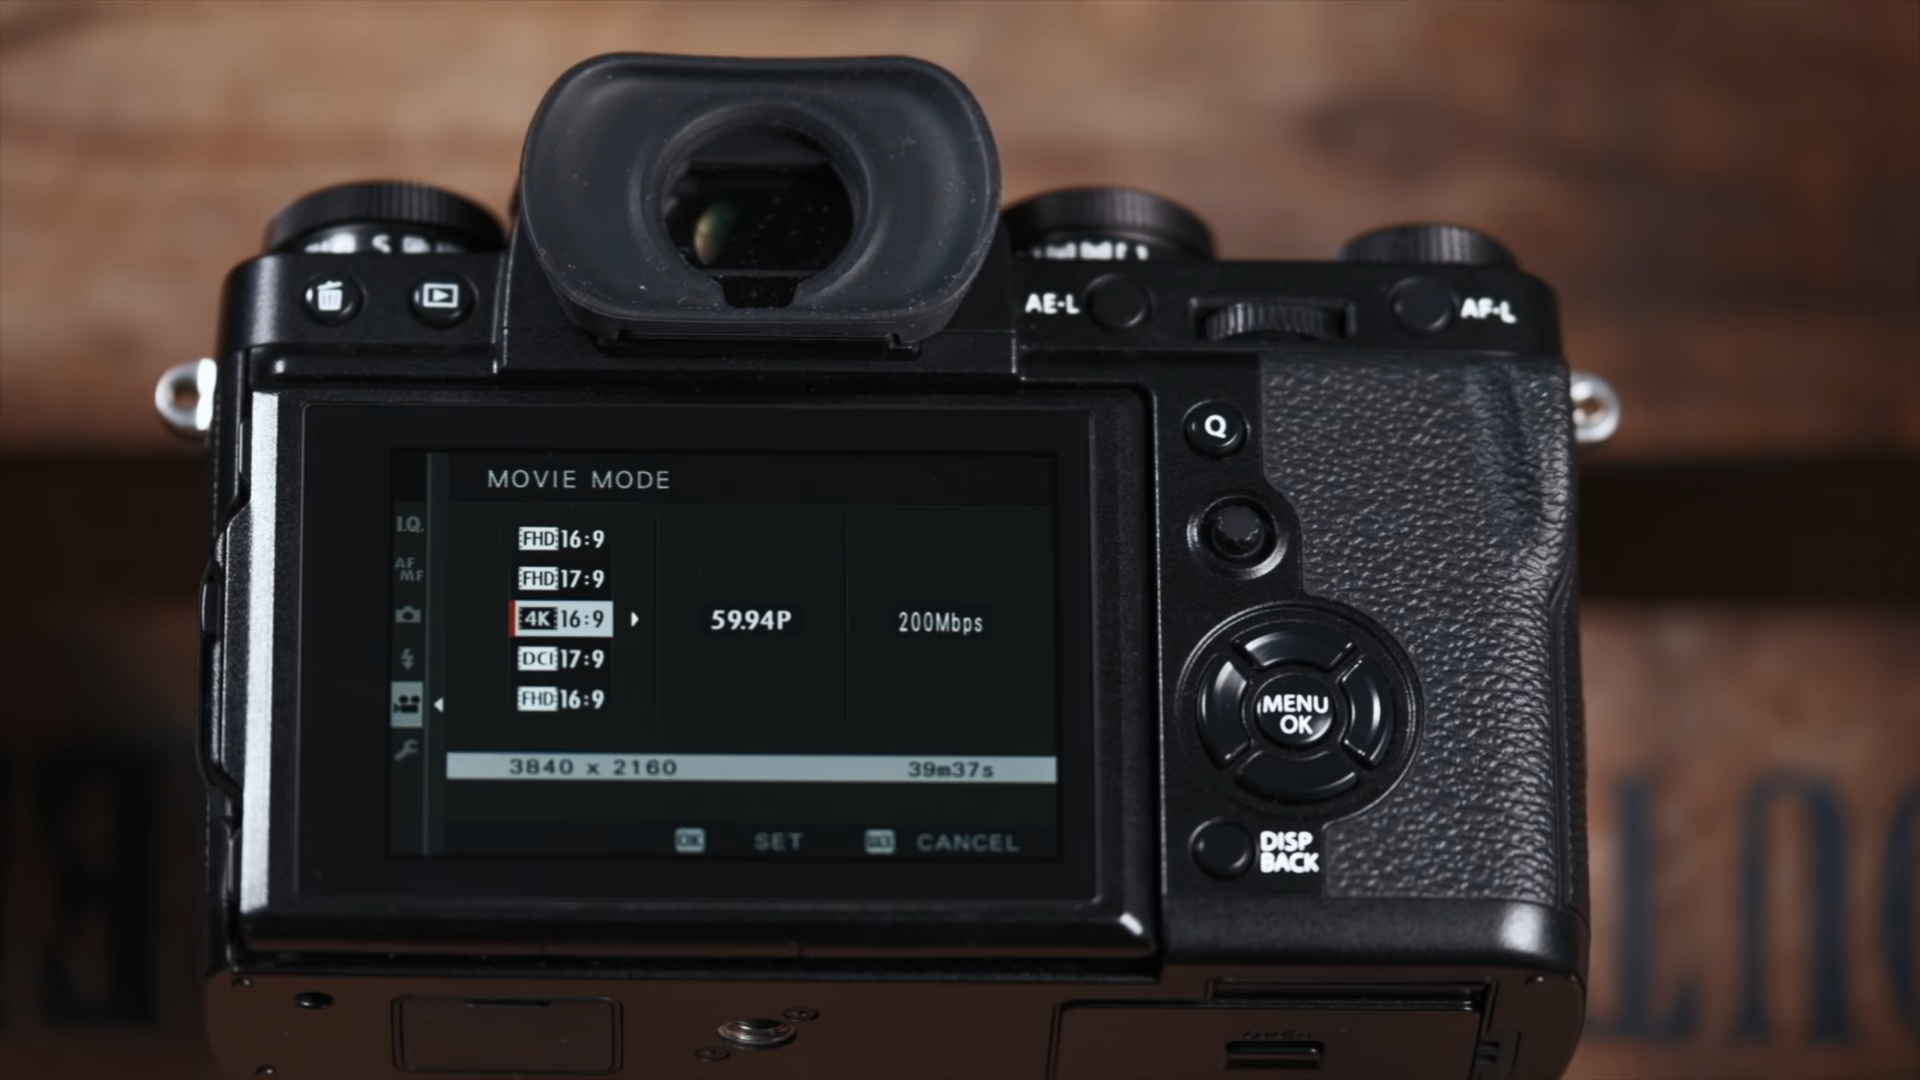 AE-L
AF-L
Q
MOVIE MODE
I.Q.
FHD 16:9
AF
MF
FHD 17:9
4K 16:9
59.94P
200Mbps
DCI 17:9
FHD 16:9
MENU
OK
3840 x 2160
39m37s
OK SET
CANCEL
DISP
BACK